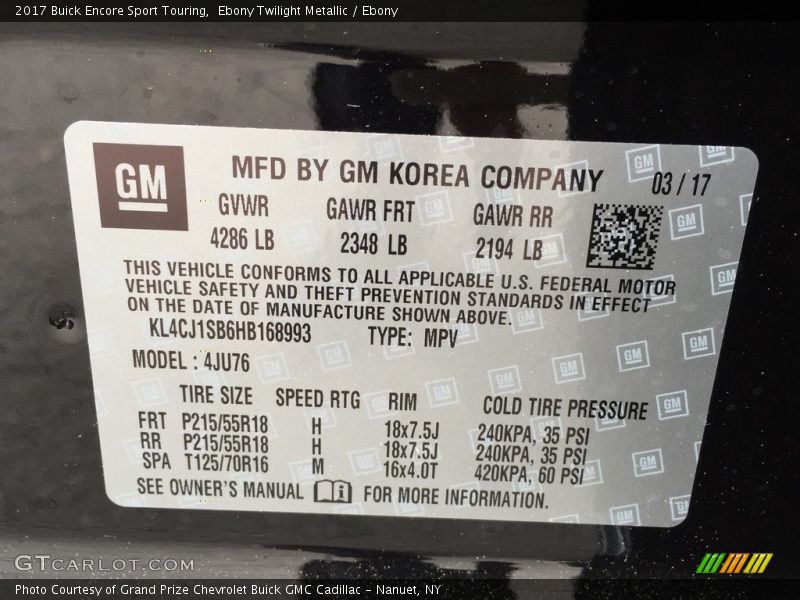 2017 Buick Encore Sport Touring,  Ebony Twilight Metallic / Ebony
GM
MFD BY GM KOREA COMPANY 03 / 17
GVWR GAWR FRT GAWR RR
4286 LB 2348 LB 2194 LB
THIS VEHICLE CONFORMS TO ALL APPLICABLE U.S. FEDERAL MOTOR
VEHICLE SAFETY AND THEFT PREVENTION STANDARDS IN EFFECT
ON THE DATE OF MANUFACTURE SHOWN ABOVE.
KL4CJ1SB6HB168993 TYPE: MPV
MODEL : 4JU76
TIRE SIZE SPEED RTG RIM COLD TIRE PRESSURE
FRT P215/55R18 H 18x7.5J 240KPA, 35 PSI
RR P215/55R18 H 18x7.5J 240KPA, 35 PSI
SPA T125/70R16 M 16x4.0T 420KPA, 60 PSI
SEE OWNER'S MANUAL FOR MORE INFORMATION.
GTCARLOT.COM
Photo Courtesy of Grand Prize Chevrolet Buick GMC Cadillac - Nanuet, NY